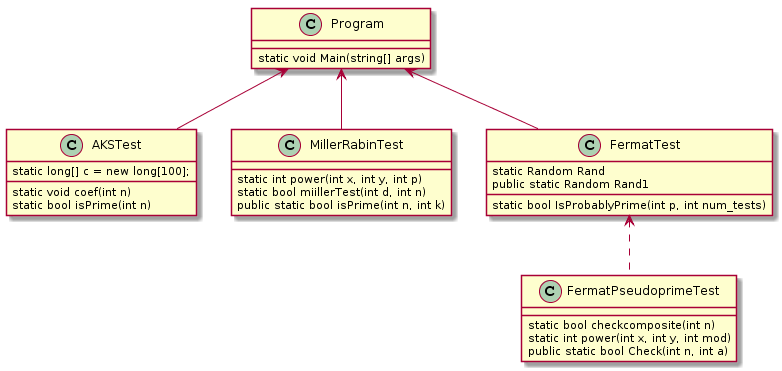 C Program
static void Main(string[] args)
C AKSTest
static long[] c = new long[100];
static void coef(int n)
static bool isPrime(int n)
C MillerRabinTest
static int power(int x, int y, int p)
static bool miillerTest(int d, int n)
public static bool isPrime(int n, int k)
C FermatTest
static Random Rand
public static Random Rand1
static bool IsProbablyPrime(int p, int num_tests)
C FermatPseudoprimeTest
static bool checkcomposite(int n)
static int power(int x, int y, int mod)
public static bool Check(int n, int a)